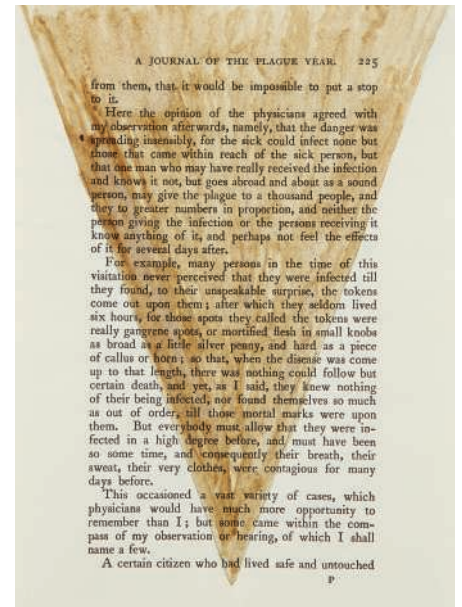 A JOURNAL OF THE PLAGUE YEAR. 225
from them, that it would be impossible to put a stop
to it.
Here the opinion of the physicians agreed with
my observation afterwards, namely, that the danger was
spreading insensibly, for the sick could infect none but
those that came within reach of the sick person, but
that one man who may have really received the infection
and knows it not, but goes abroad and about as a sound
person, may give the plague to a thousand people, and
they to greater numbers in proportion, and neither the
person giving the infection or the persons receiving it
know anything of it, and perhaps not feel the effects
of it for several days after.
For example, many persons in the time of this
visitation never perceived that they were infected till
they found, to their unspeakable surprise, the tokens
come out upon them; after which they seldom lived
six hours, for those spots they called the tokens were
really gangrene spots, or mortified flesh in small knobs
as broad as a little silver penny, and hard as a piece
of callus or horn; so that, when the disease was come
up to that length, there was nothing could follow but
certain death, and yet, as I said, they knew nothing
of their being infected, nor found themselves so much
as out of order, till those mortal marks were upon
them. But everybody must allow that they were in-
fected in a high degree before, and must have been
so some time, and consequently their breath, their
sweat, their very clothes, were contagious for many
days before.
This occasioned a vast variety of cases, which
physicians would have much more opportunity to
remember than I; but some came within the com-
pass of my observation or hearing, of which I shall
name a few.
A certain citizen who had lived safe and untouched
P